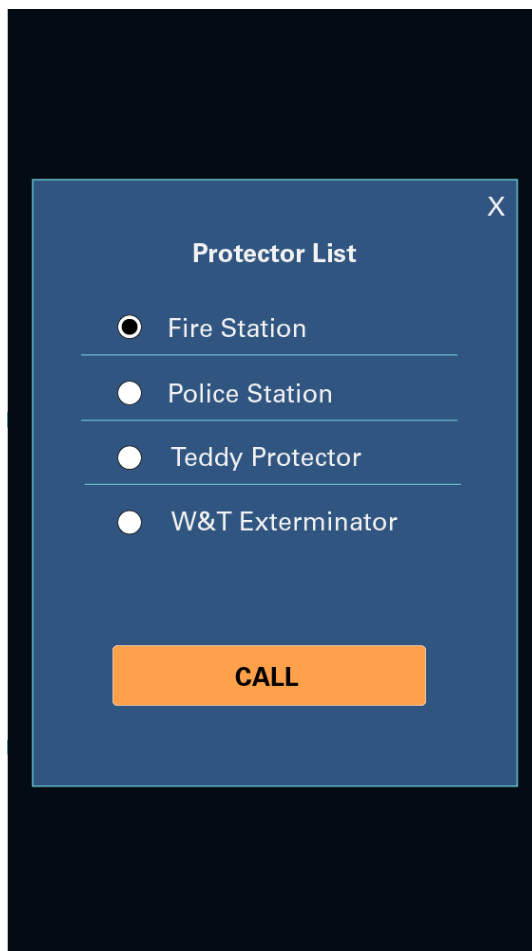 X
Protector List
Fire Station
Police Station
Teddy Protector
W&T Exterminator
CALL